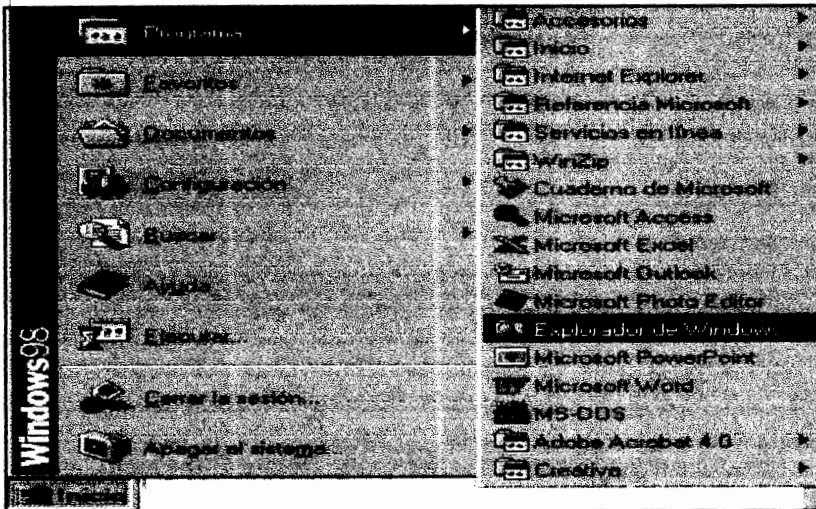 Windows98
Programas
Favoritos
Documentos
Configuración
Buscar
Ayuda
Ejecutar...
Cerrar la sesión...
Apagar el sistema...
Accesorios
Inicio
Internet Explorer
Referencia Microsoft
Servicios en línea
WinZip
Cuaderno de Microsoft
Microsoft Access
Microsoft Excel
Microsoft Outlook
Microsoft Photo Editor
Explorador de Windows
Microsoft PowerPoint
Microsoft Word
MS-DOS
Adobe Acrobat 4.0
Creative